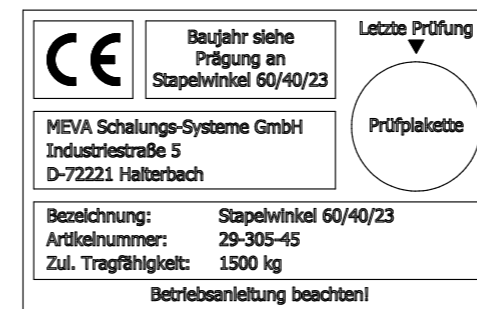 CE
Baujahr siehe
Prägung an
Stapelwinkel 60/40/23
Letzte Prüfung
Prüfplakette
MEVA Schalungs-Systeme GmbH
Industriestraße 5
D-72221 Haiterbach
Bezeichnung: Stapelwinkel 60/40/23
Artikelnummer: 29-305-45
Zul. Tragfähigkeit: 1500 kg
Betriebsanleitung beachten!